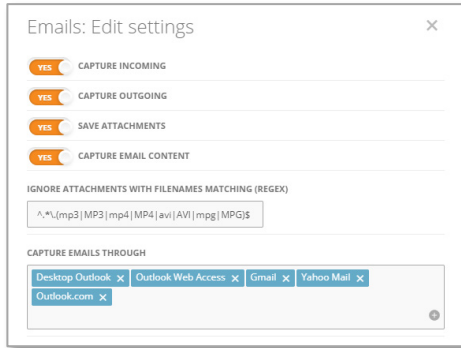 Emails: Edit settings ×
YES CAPTURE INCOMING
YES CAPTURE OUTGOING
YES SAVE ATTACHMENTS
YES CAPTURE EMAIL CONTENT
IGNORE ATTACHMENTS WITH FILENAMES MATCHING (REGEX)
^.*\.(mp3|MP3|mp4|MP4|avi|AVI|mpg|MPG)$
CAPTURE EMAILS THROUGH
Desktop Outlook × Outlook Web Access × Gmail × Yahoo Mail ×
Outlook.com ×